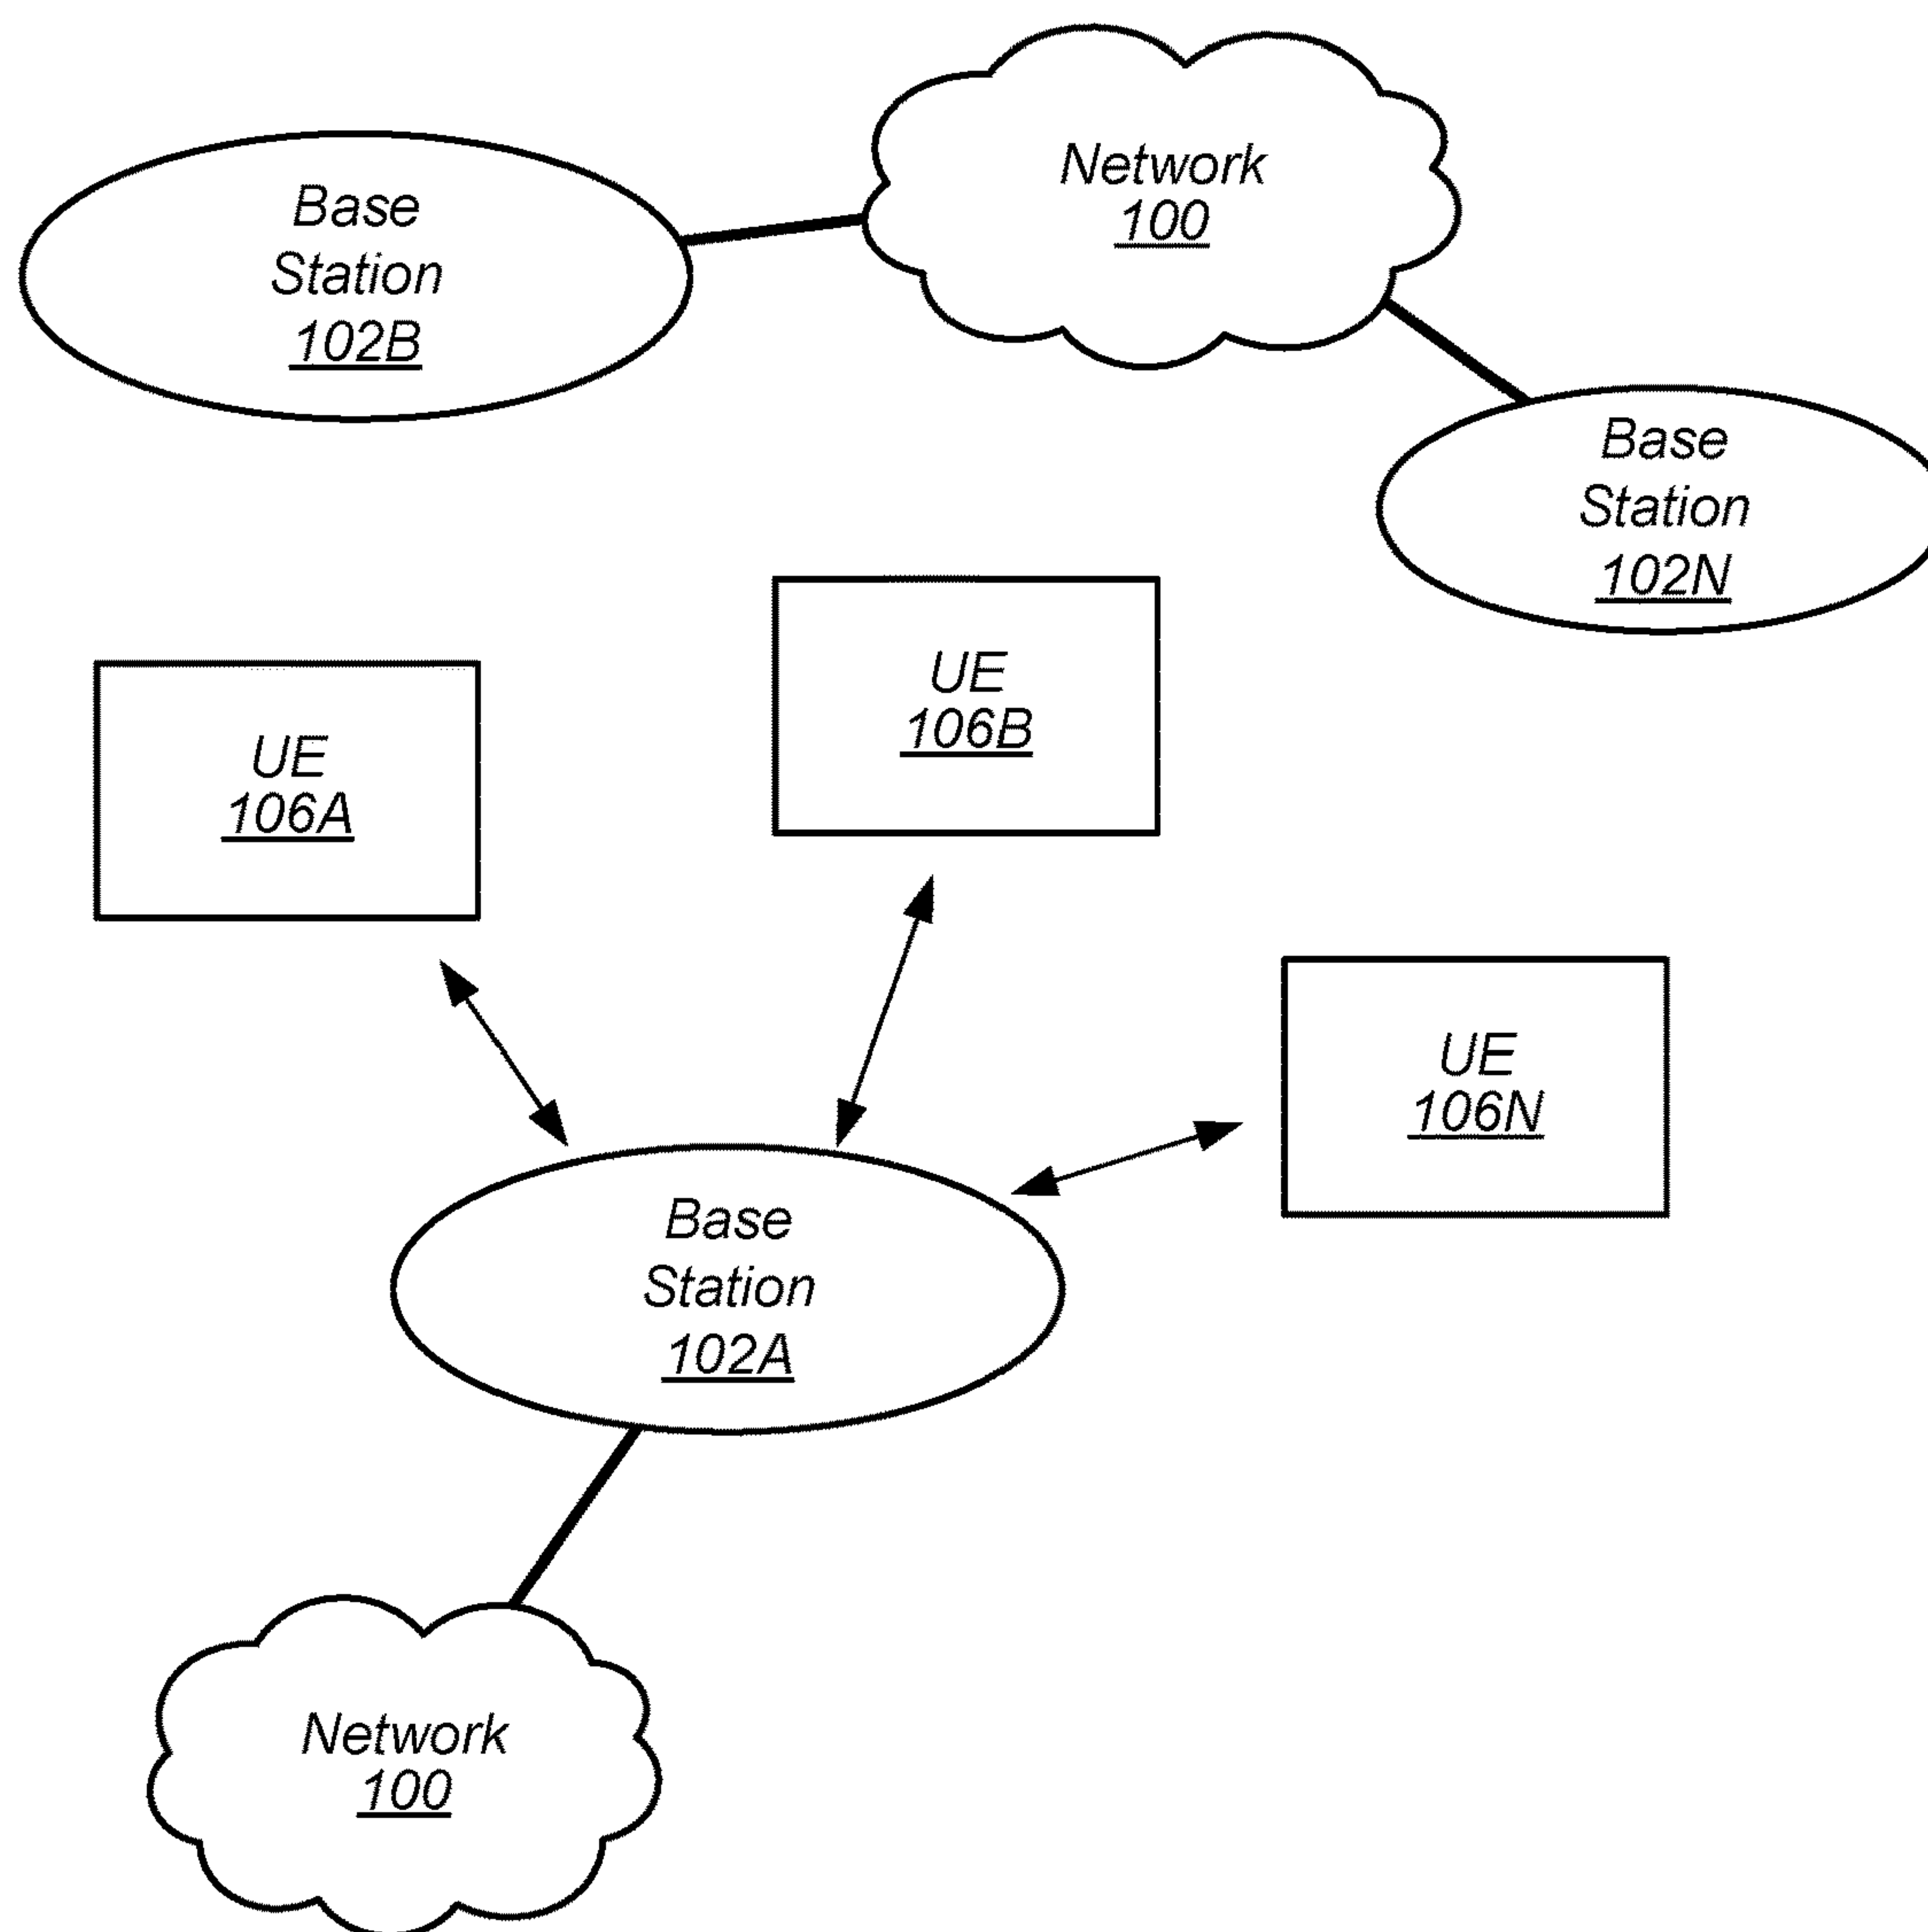 Network
100
Base
Station
102B
Base
Station
102N
UE
106B
UE
106A
UE
106N
Base
Station
102A
Network
100